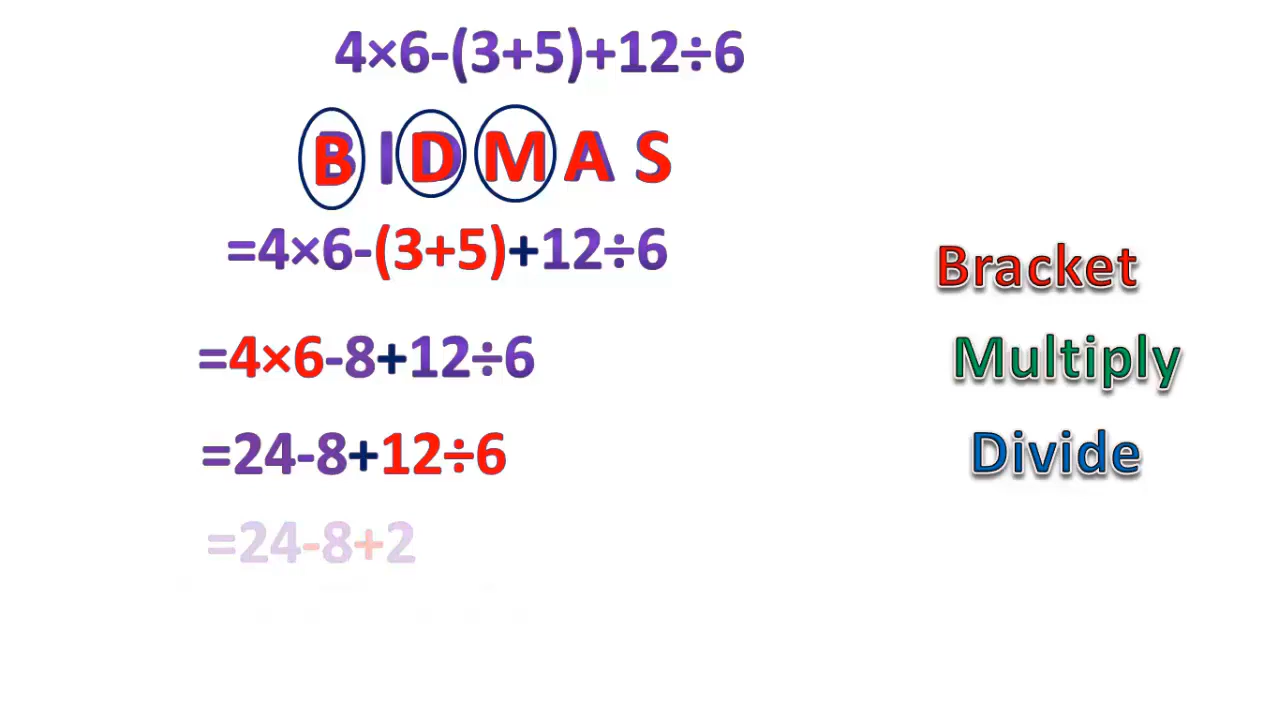 4×6-(3+5)+12÷6
B I D M A S
=4×6-(3+5)+12÷6
Bracket
=4×6-8+12÷6
Multiply
=24-8+12÷6
Divide
=24-8+2